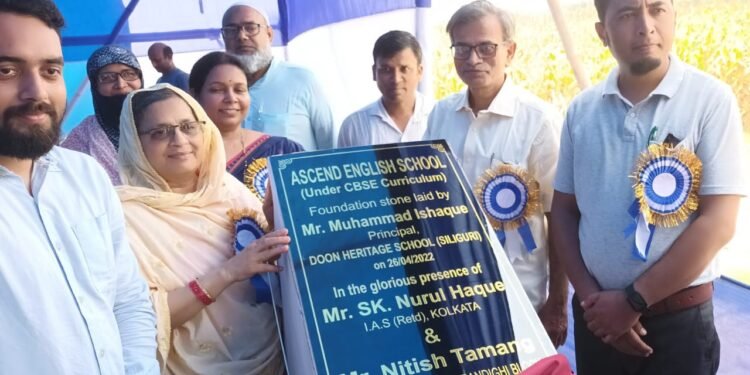 ASCEND ENGLISH SCHOOL
(Under CBSE Curriculum)
Foundation stone laid by
Mr. Muhammad Ishaque
Principal,
DOON HERITAGE SCHOOL (SILIGURI)
on 26/04/2022
In the glorious presence of
Mr. SK. Nurul Haque
I.A.S (Retd), KOLKATA
&
Mr. Nitish Tamang